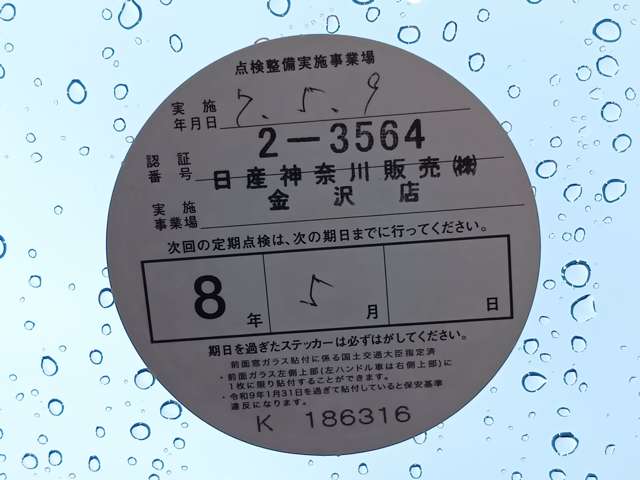 点検整備実施事業場
実施年月日 7.5.9
認証番号 2-3564
日産神奈川販売㈱
実施事業場 金沢店
次回の定期点検は、次の期日までに行ってください。
8年 5月 日
期日を過ぎたステッカーは必ずはがしてください。
前面窓ガラス貼付に係る国土交通大臣指定済
・前面ガラス左側上部(左ハンドル車は右側上部)に
1枚に限り貼付することができます。
・令和9年1月31日を過ぎて貼付していると保安基準
違反になります。
K 186316